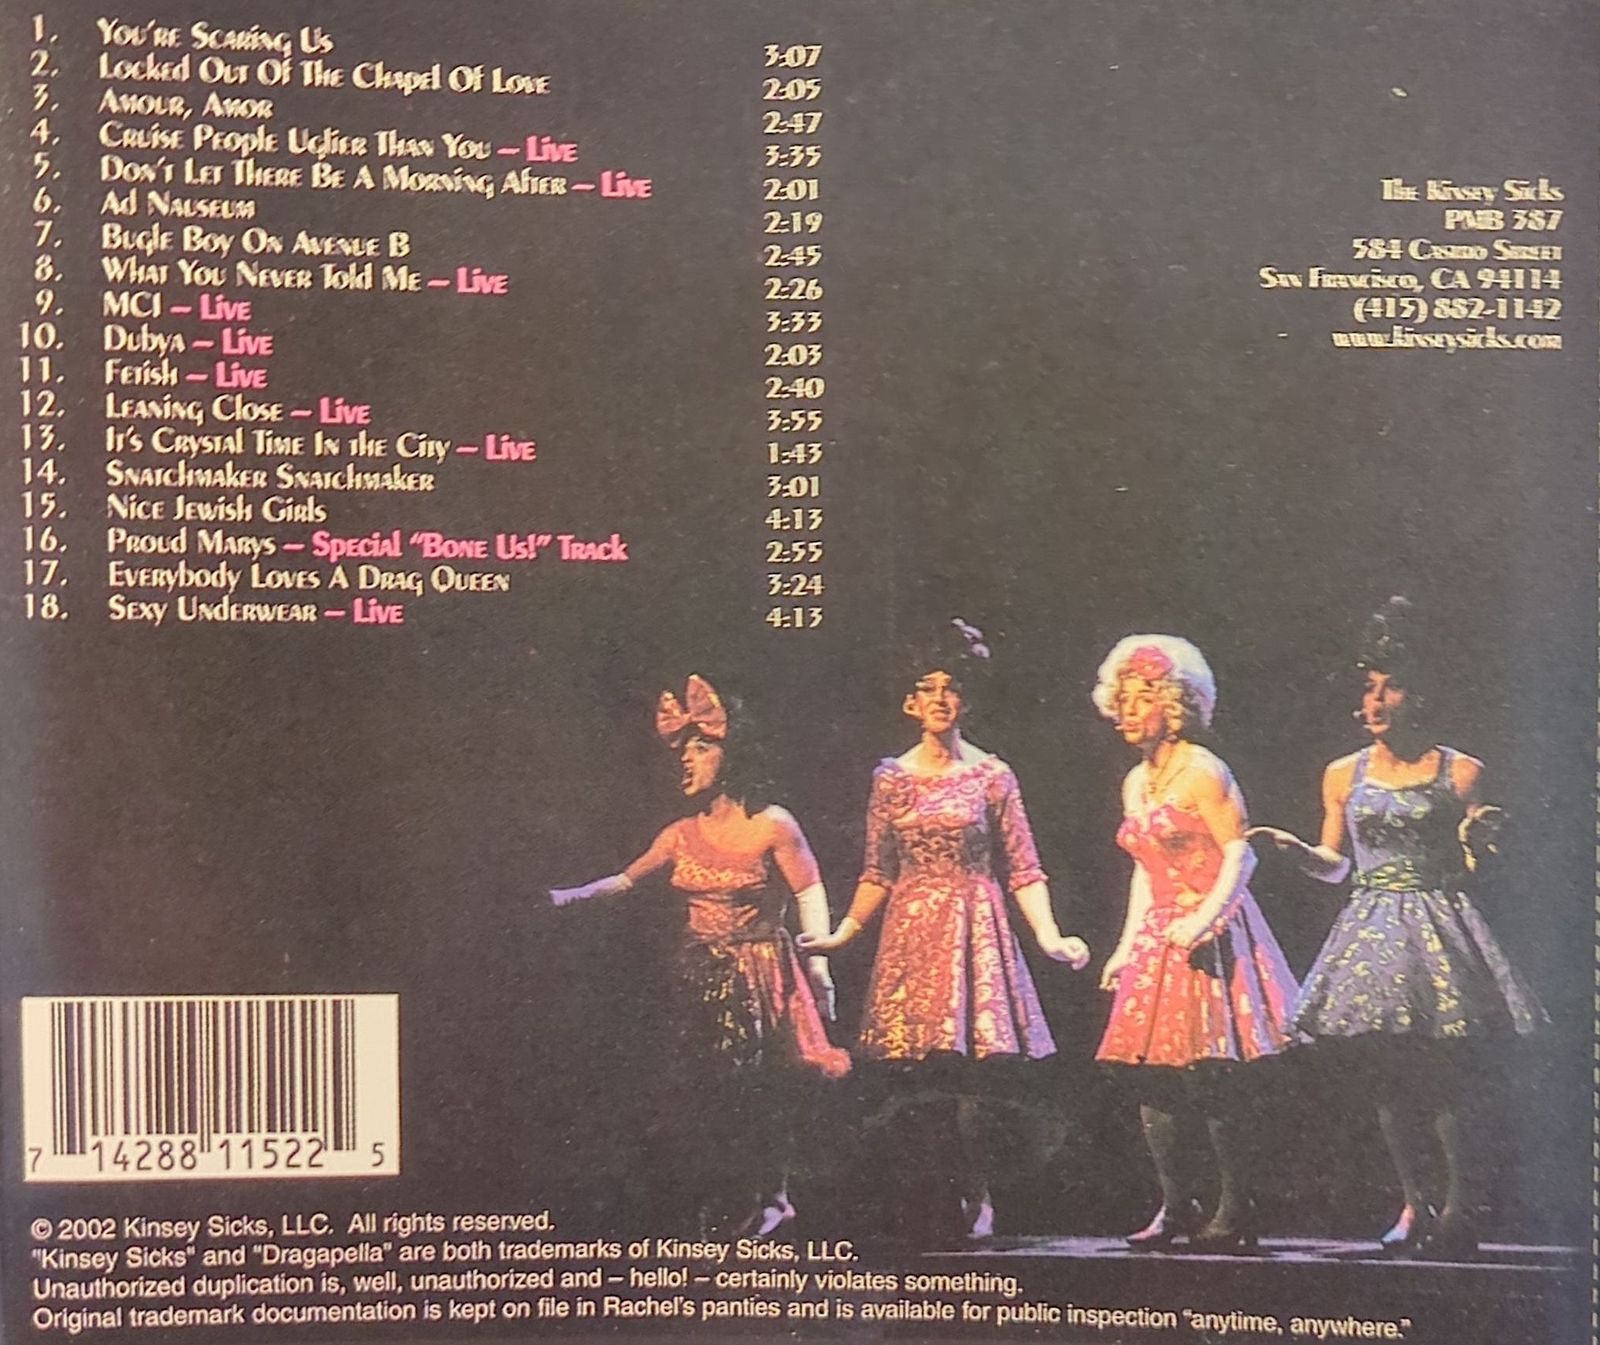 1. You're Scaring Us 3:07
2. Locked Out Of The Chapel Of Love 2:05
3. Amour, Amor 2:47
4. Cruise People Uglier Than You – Live 3:35
5. Don't Let There Be A Morning After – Live 2:01
6. Ad Nauseum 2:19
7. Bugle Boy On Avenue B 2:45
8. What You Never Told Me – Live 2:26
9. MCI – Live 3:33
10. Dubya – Live 2:03
11. Fetish – Live 2:40
12. Leaning Close – Live 3:55
13. It's Crystal Time In the City – Live 1:43
14. Snatchmaker Snatchmaker 3:01
15. Nice Jewish Girls 4:13
16. Proud Marys – Special "Bone Us!" Track 2:55
17. Everybody Loves A Drag Queen 3:24
18. Sexy Underwear – Live 4:13
The Kinsey Sicks
PMB 387
584 Castro Street
San Francisco, CA 94114
(415) 882-1142
www.kinseysicks.com
7 14288 11522 5
© 2002 Kinsey Sicks, LLC. All rights reserved.
"Kinsey Sicks" and "Dragapella" are both trademarks of Kinsey Sicks, LLC.
Unauthorized duplication is, well, unauthorized and – hello! – certainly violates something.
Original trademark documentation is kept on file in Rachel's panties and is available for public inspection "anytime, anywhere."